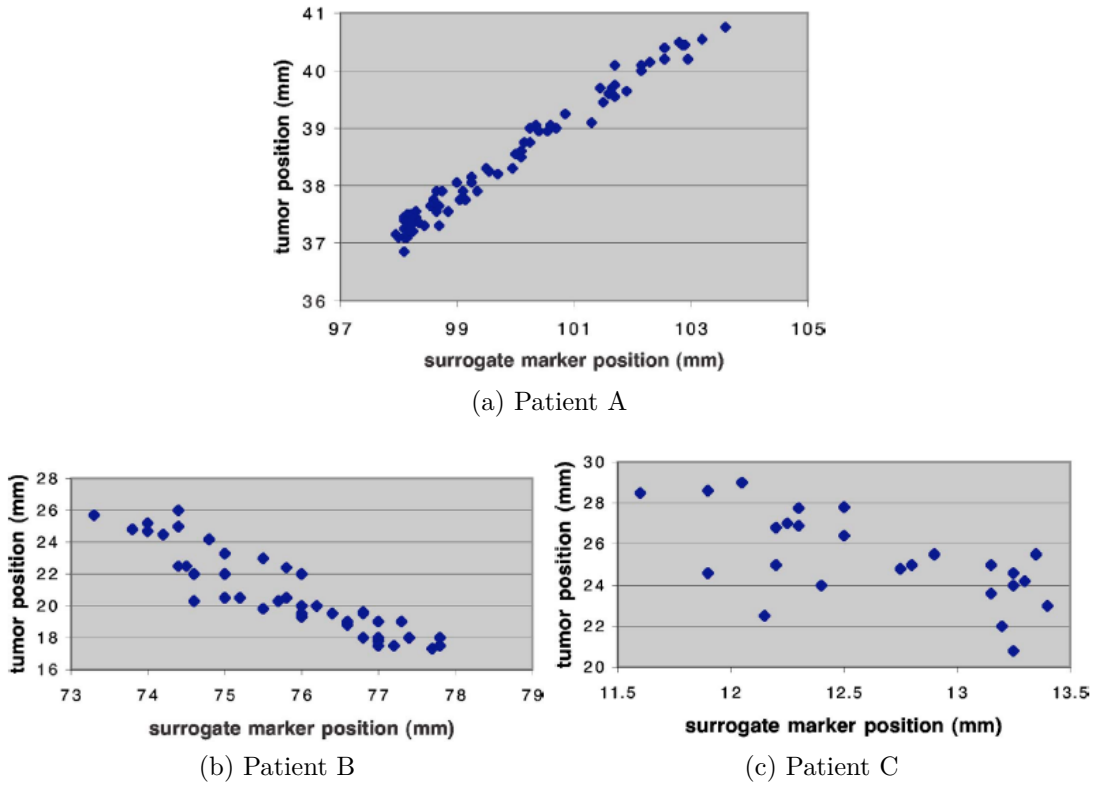 41
40
39
38
37
36
tumor position (mm)
97 99 101 103 105
surrogate marker position (mm)
(a) Patient A
28
26
24
22
20
18
16
tumor position (mm)
73 74 75 76 77 78 79
surrogate marker position (mm)
(b) Patient B
30
28
26
24
22
20
tumor position (mm)
11.5 12 12.5 13 13.5
surrogate marker position (mm)
(c) Patient C